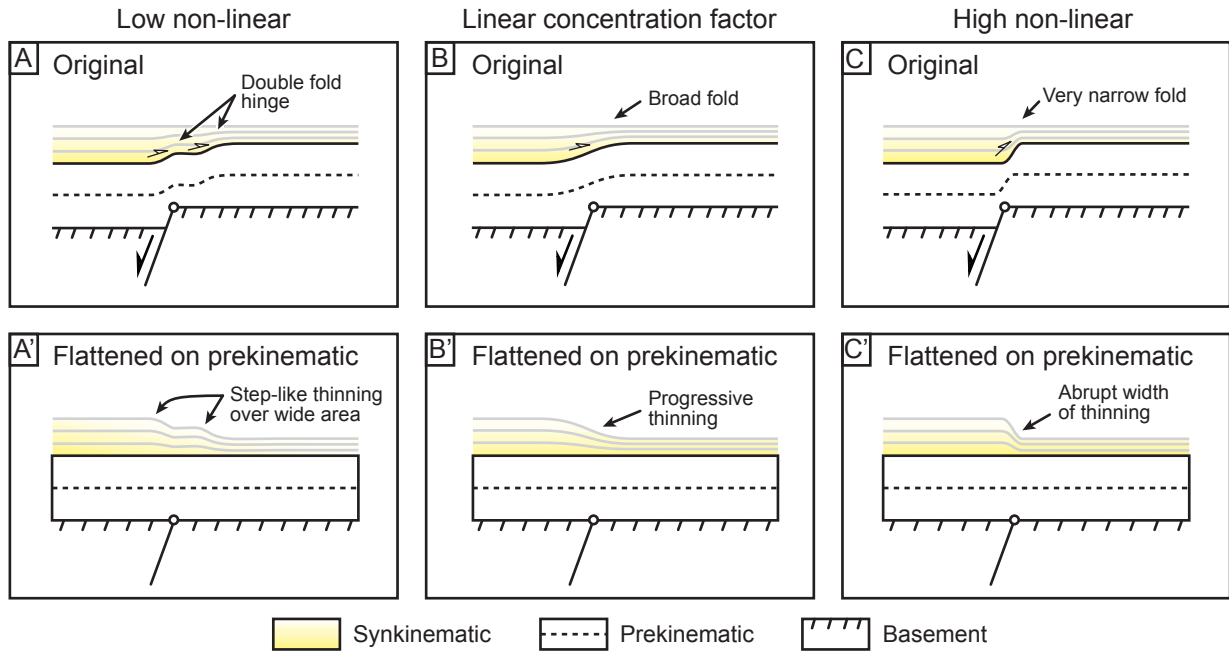 Low non-linear
Linear concentration factor
High non-linear
A
Original
Double fold
hinge
B
Original
Broad fold
C
Original
Very narrow fold
A'
Flattened on prekinematic
Step-like thinning
over wide area
B'
Flattened on prekinematic
Progressive
thinning
C'
Flattened on prekinematic
Abrupt width
of thinning
Synkinematic
Prekinematic
Basement